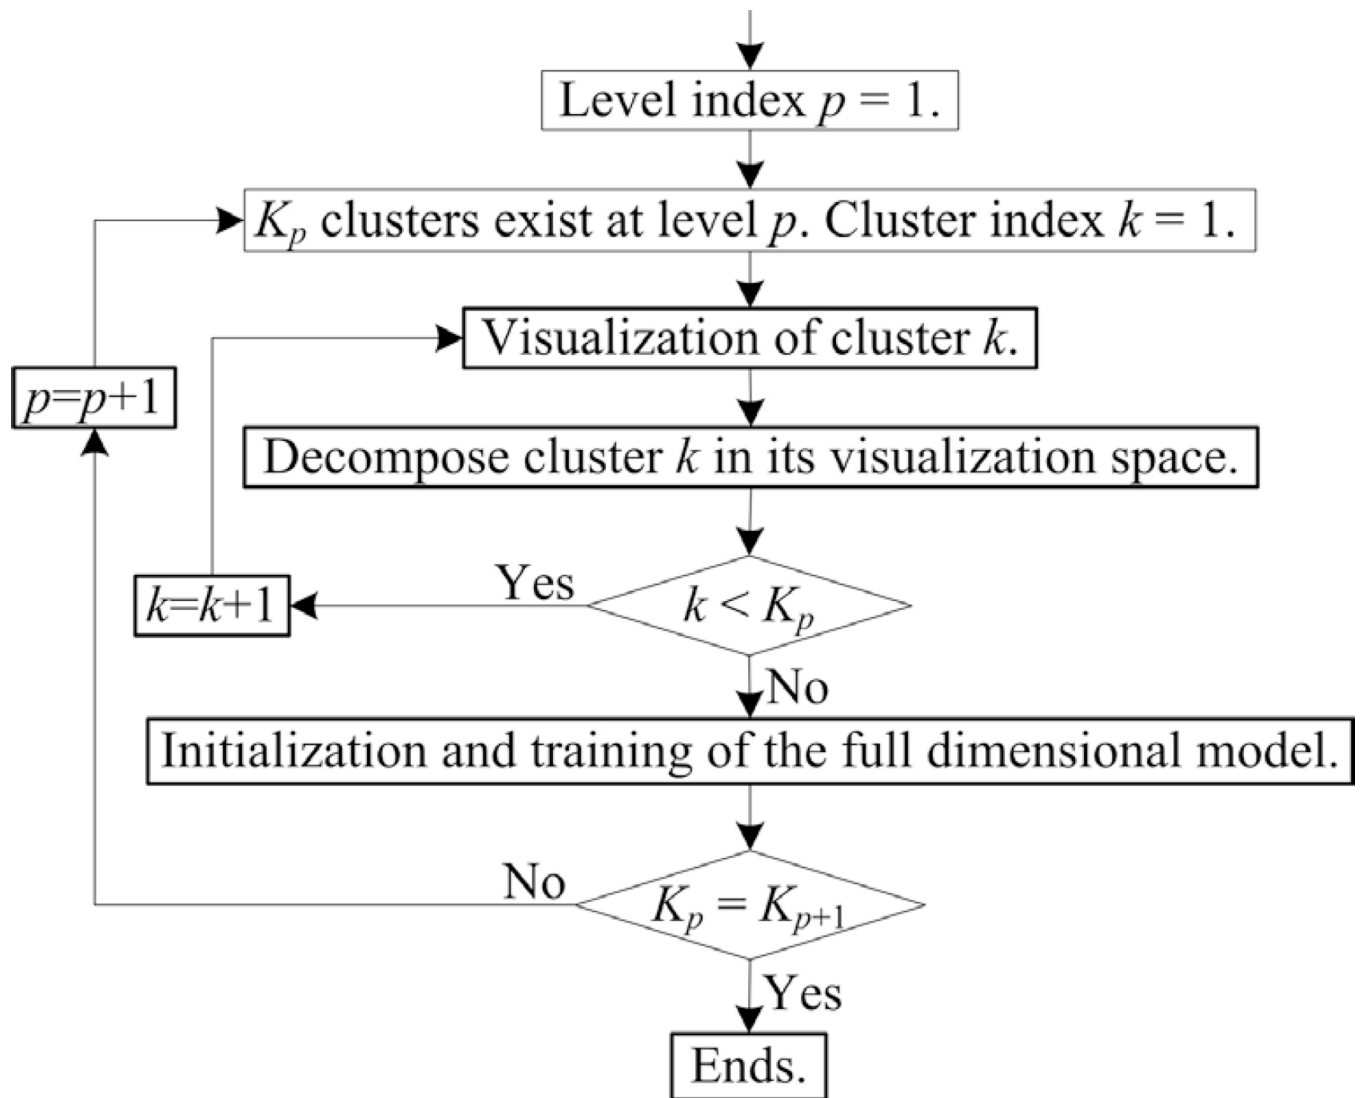 Level index p = 1.
Kp clusters exist at level p. Cluster index k = 1.
Visualization of cluster k.
p=p+1
Decompose cluster k in its visualization space.
Yes
k=k+1
k < Kp
No
Initialization and training of the full dimensional model.
No
Kp = Kp+1
Yes
Ends.